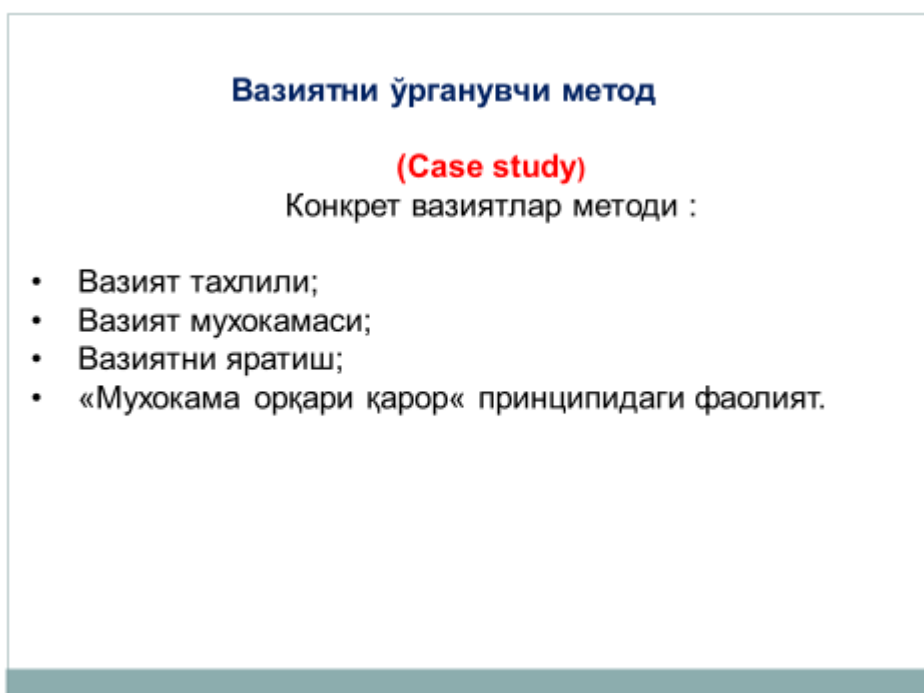 Вазиятни ўрганувчи метод
(Case study)
Конкрет вазиятлар методи :
• Вазият тахлили;
• Вазият мухокамаси;
• Вазиятни яратиш;
• «Мухокама орқари қарор« принципидаги фаолият.